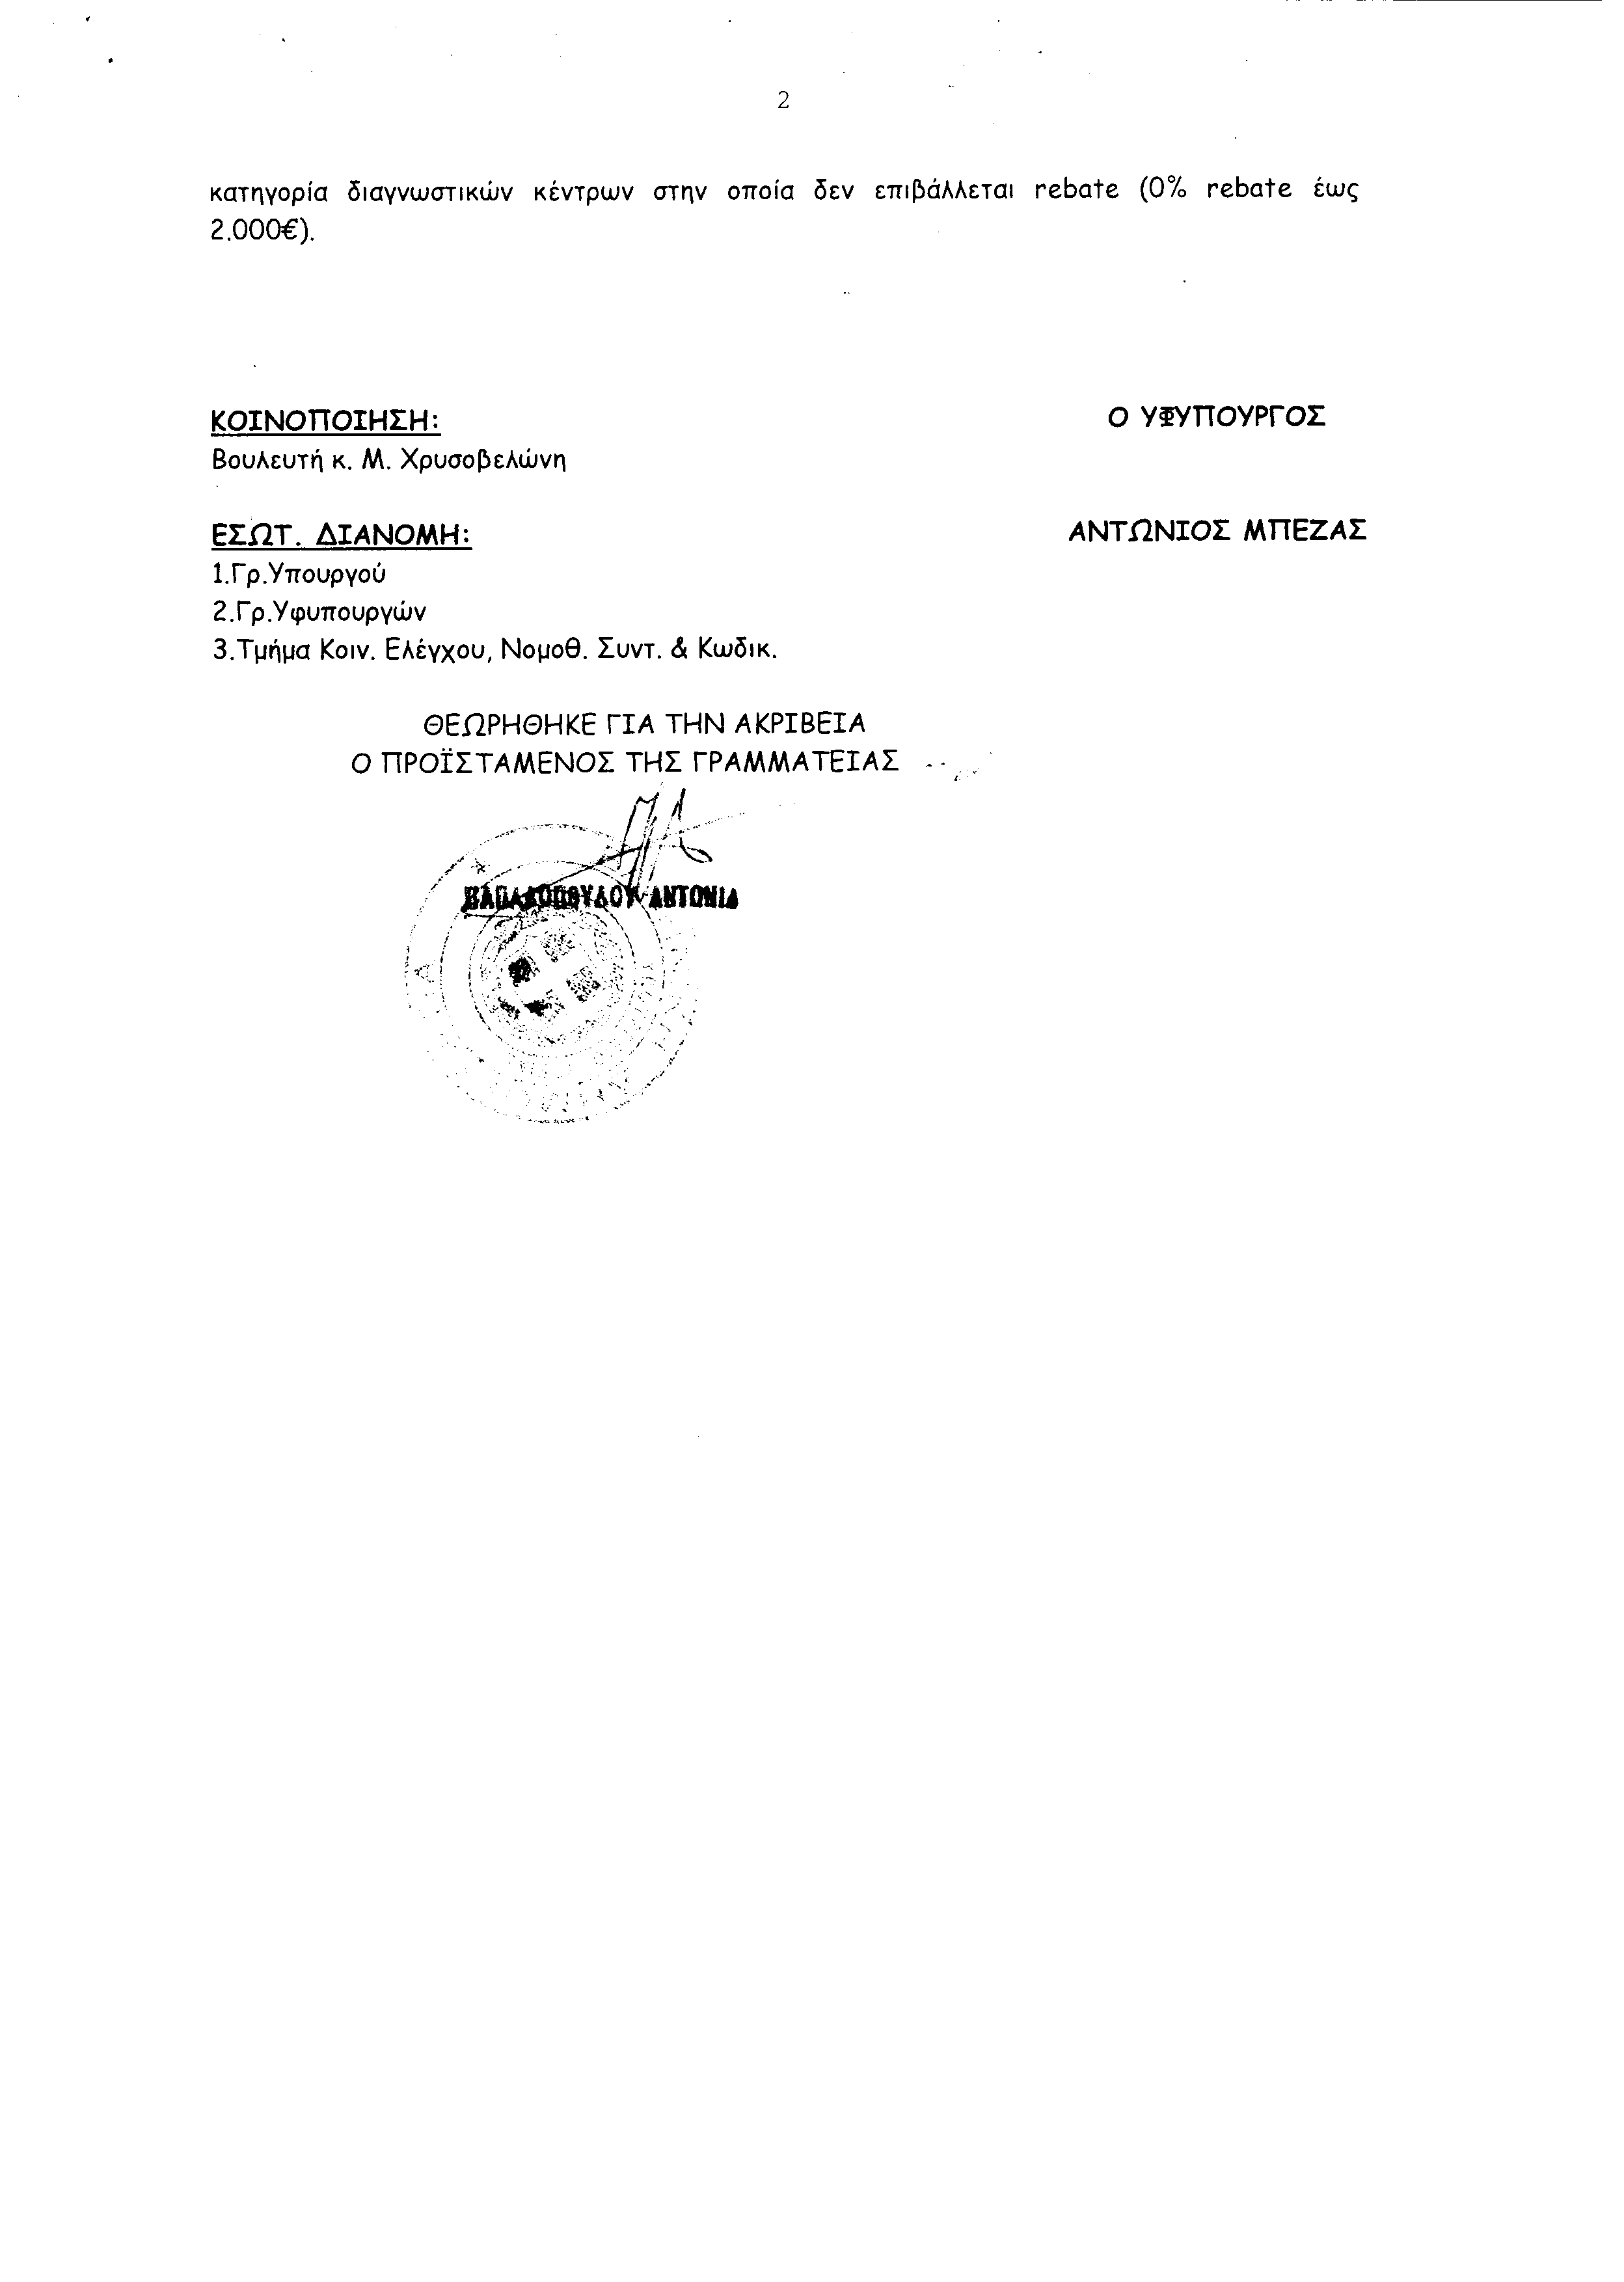 2
κατηγορία διαγνωστικών κέντρων στην οποία δεν επιβάλλεται rebate (0% rebate έως
2.000€).
ΚΟΙΝΟΠΟΙΗΣΗ:
Ο ΥΦΥΠΟΥΡΓΟΣ
Βουλευτή κ. Μ. Χρυσοβελώνη
ΕΣΩΤ. ΔΙΑΝΟΜΗ:
ΑΝΤΩΝΙΟΣ ΜΠΕΖΑΣ
1.Γρ.Υπουργού
2.Γρ.Υφυπουργών
3.Τμήμα Κοιν. Ελέγχου, Νομοθ. Συντ. & Κωδικ.
ΘΕΩΡΗΘΗΚΕ ΓΙΑ ΤΗΝ ΑΚΡΙΒΕΙΑ
Ο ΠΡΟΪΣΤΑΜΕΝΟΣ ΤΗΣ ΓΡΑΜΜΑΤΕΙΑΣ
ΑΝΤΩΝΙΑ